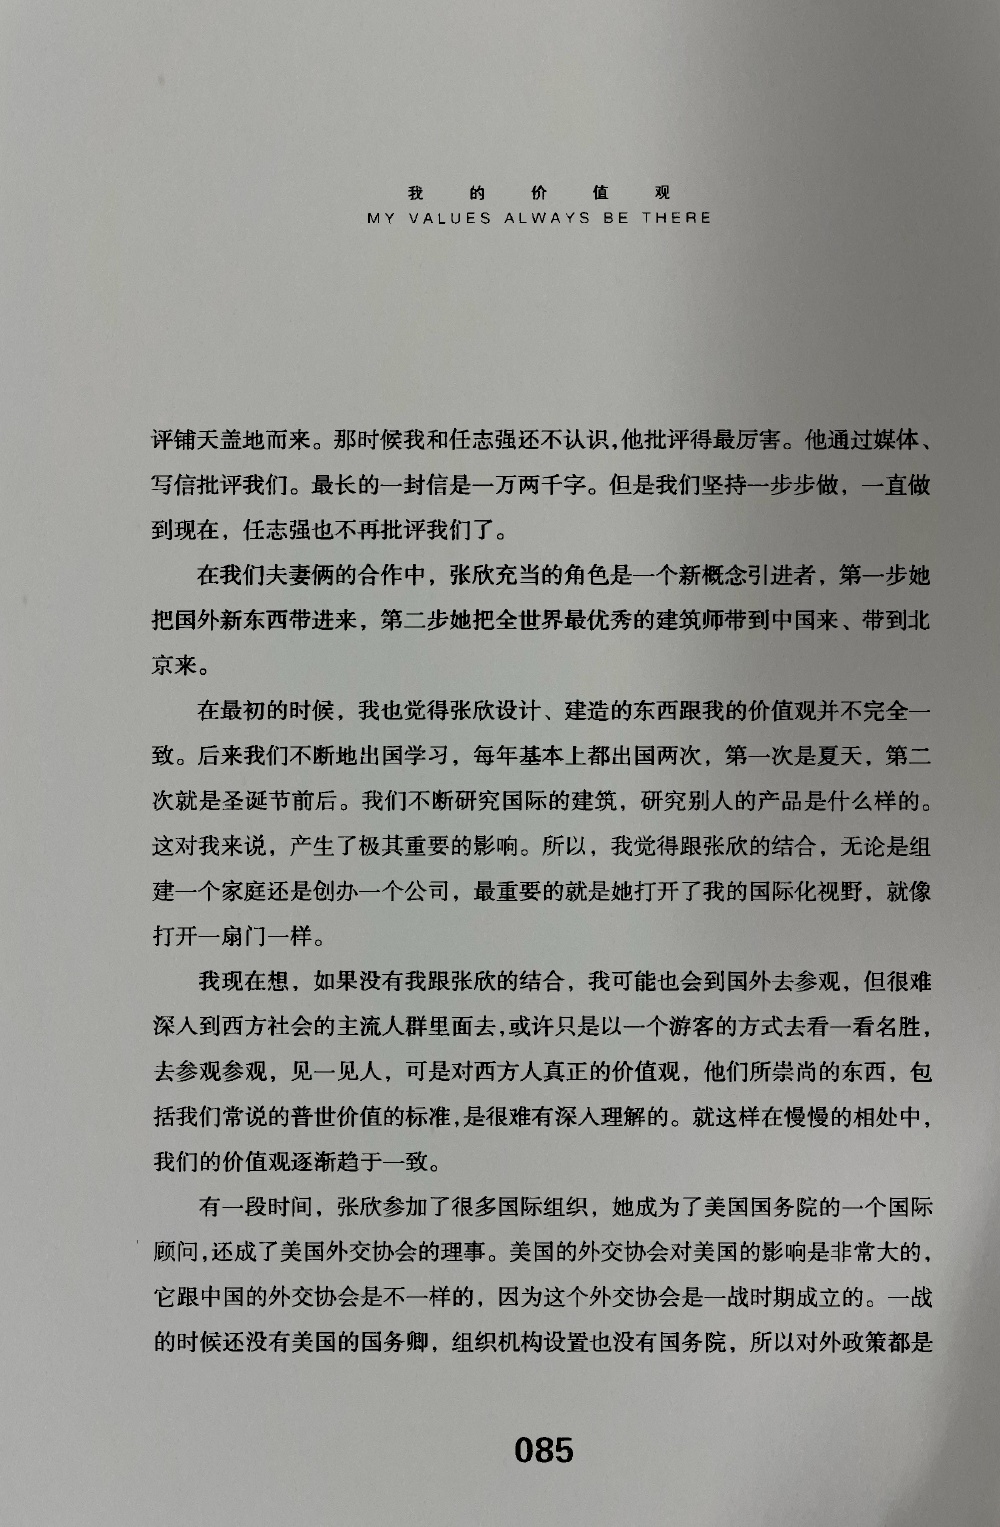 我的价值观
MY VALUES ALWAYS BE THERE
评铺天盖地而来。那时候我和任志强还不认识,他批评得最厉害。他通过媒体、
写信批评我们。最长的一封信是一万两千字。但是我们坚持一步步做，一直做
到现在，任志强也不再批评我们了。
在我们夫妻俩的合作中，张欣充当的角色是一个新概念引进者，第一步她
把国外新东西带进来，第二步她把全世界最优秀的建筑师带到中国来、带到北
京来。
在最初的时候，我也觉得张欣设计、建造的东西跟我的价值观并不完全一
致。后来我们不断地出国学习，每年基本上都出国两次，第一次是夏天，第二
次就是圣诞节前后。我们不断研究国际的建筑，研究别人的产品是什么样的。
这对我来说，产生了极其重要的影响。所以，我觉得跟张欣的结合，无论是组
建一个家庭还是创办一个公司，最重要的就是她打开了我的国际化视野，就像
打开一扇门一样。
我现在想，如果没有我跟张欣的结合，我可能也会到国外去参观，但很难
深入到西方社会的主流人群里面去,或许只是以一个游客的方式去看一看名胜，
去参观参观，见一见人，可是对西方人真正的价值观，他们所崇尚的东西，包
括我们常说的普世价值的标准,是很难有深入理解的。就这样在慢慢的相处中，
我们的价值观逐渐趋于一致。
有一段时间，张欣参加了很多国际组织，她成为了美国国务院的一个国际
顾问,还成了美国外交协会的理事。美国的外交协会对美国的影响是非常大的，
它跟中国的外交协会是不一样的，因为这个外交协会是一战时期成立的。一战
的时候还没有美国的国务卿，组织机构设置也没有国务院，所以对外政策都是
085